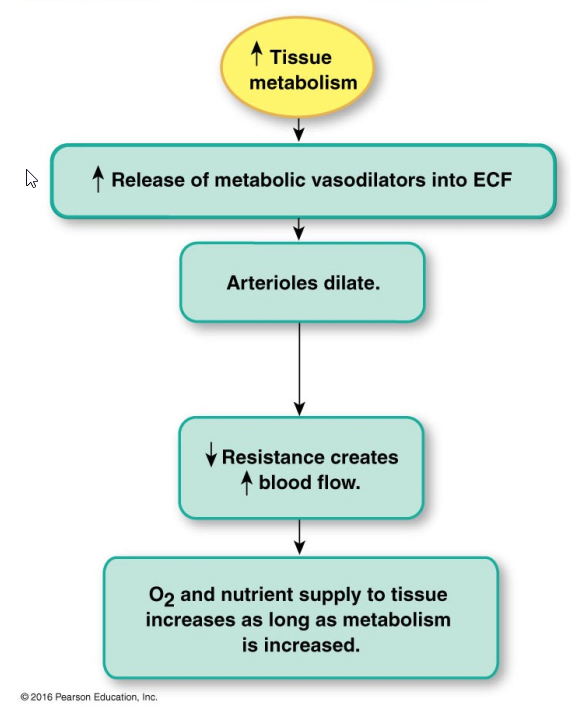 ↑ Tissue
metabolism
↑ Release of metabolic vasodilators into ECF
Arterioles dilate.
↓ Resistance creates
↑ blood flow.
O₂ and nutrient supply to tissue
increases as long as metabolism
is increased.
© 2016 Pearson Education, Inc.